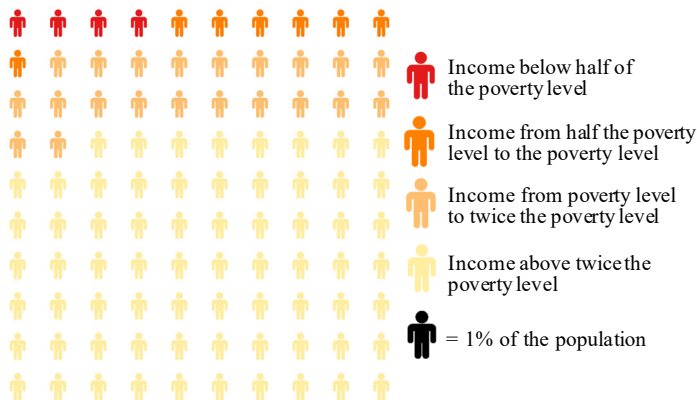 Income below half of
the poverty level
Income from half the poverty
level to the poverty level
Income from poverty level
to twice the poverty level
Income above twice the
poverty level
= 1% of the population